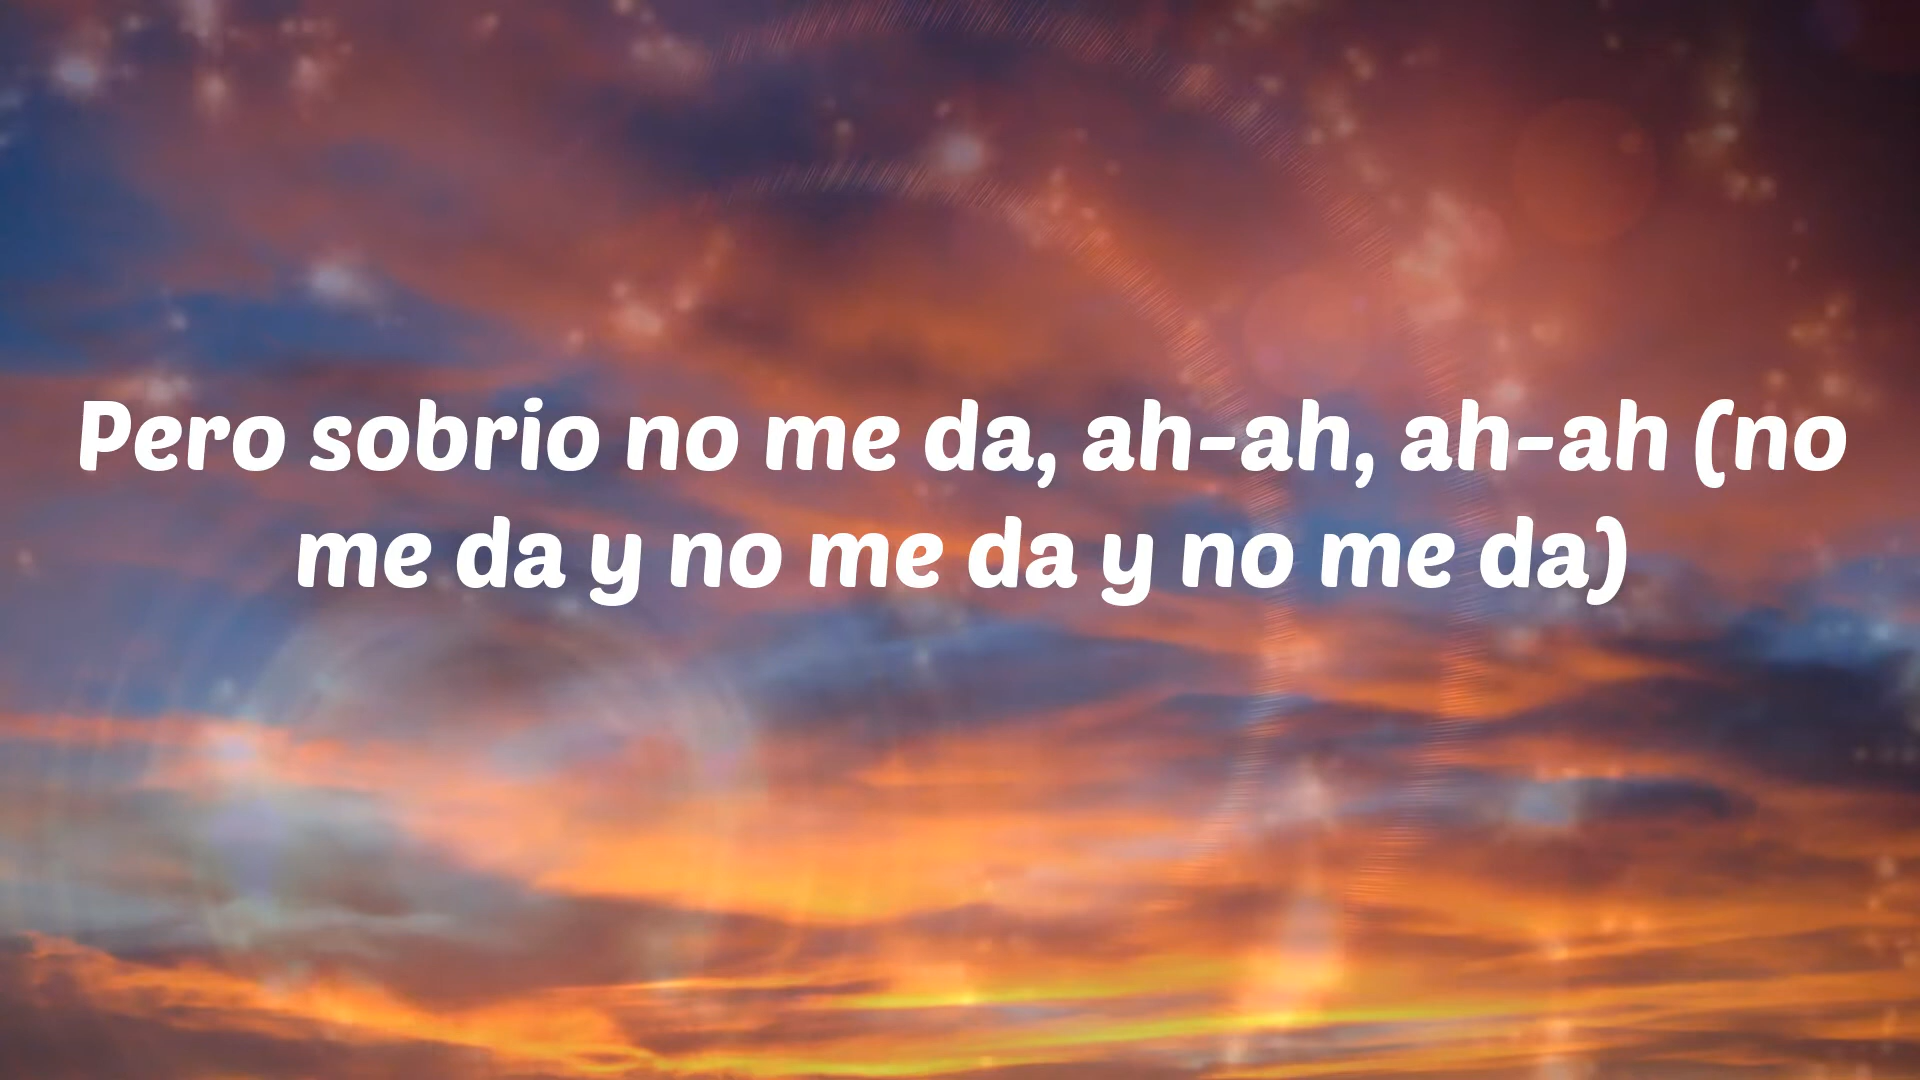 Pero sobrio no me da, ah-ah, ah-ah (no
me da y no me da y no me da)